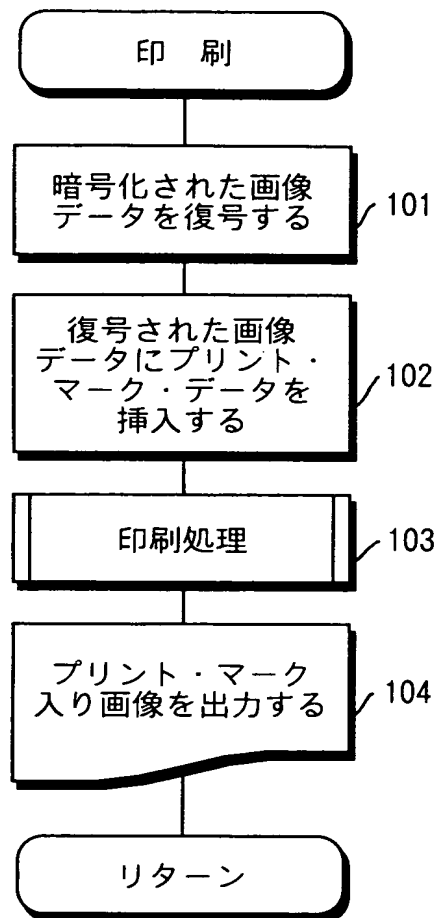 印 刷
暗号化された画像
データを復号する
101
復号された画像
データにプリント・
マーク・データを
挿入する
102
印刷処理
103
プリント・マーク
入り画像を出力する
104
リターン